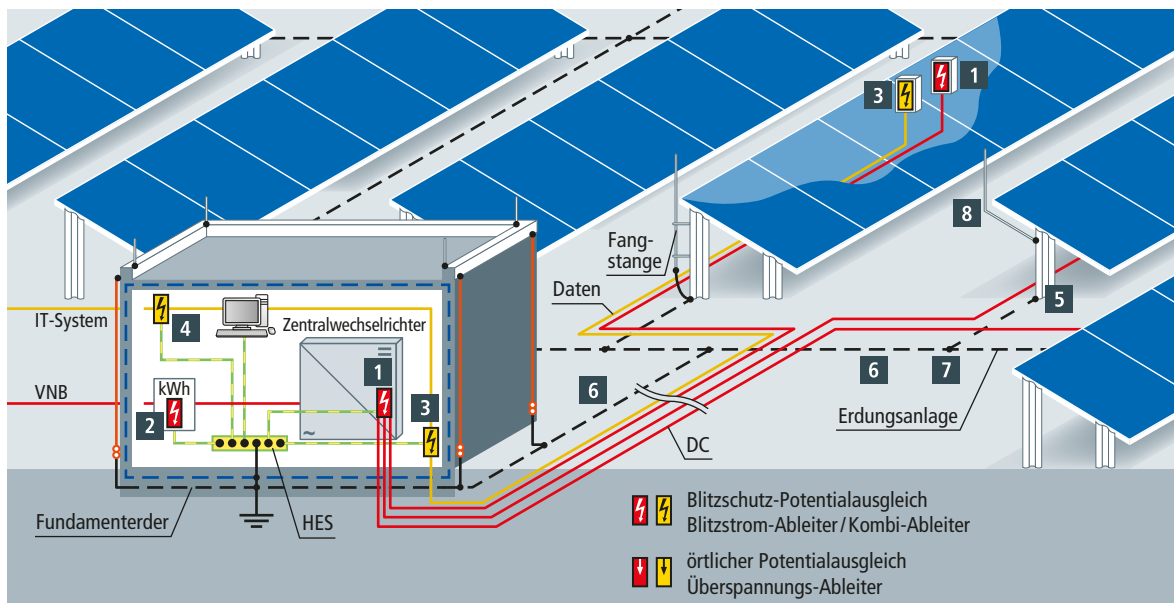 1
3
8
Fang-
stange
Daten
5
IT-System
4
Zentralwechselrichter
1
6
6
7
VNB
kWh
2
3
Erdungsanlage
DC
~
Fundamenterder
HES
Blitzschutz-Potentialausgleich
Blitzstrom-Ableiter / Kombi-Ableiter
örtlicher Potentialausgleich
Überspannungs-Ableiter